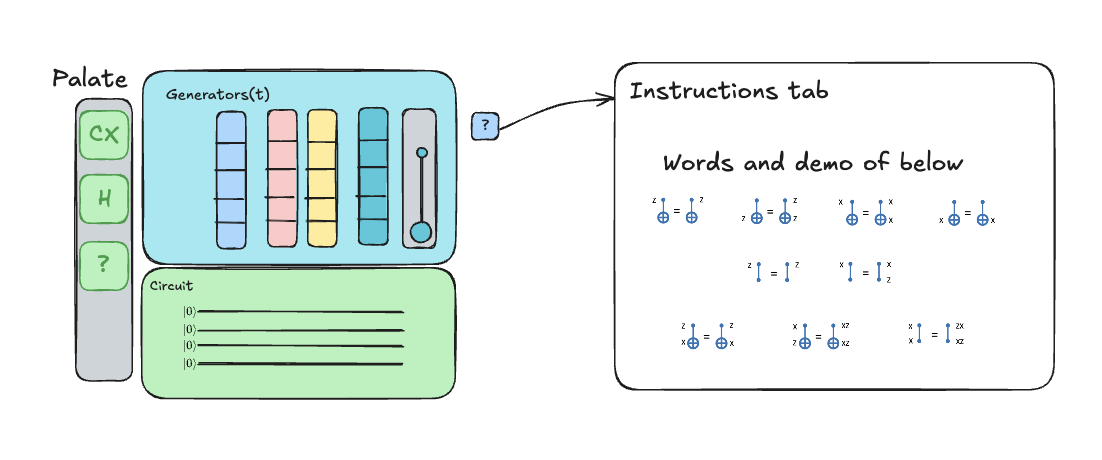 Palate
CX
H
?
Generators(t)
?
Circuit
|0⟩
|0⟩
|0⟩
|0⟩
Instructions tab
Words and demo of below
z = z
z = z z
x = x x
x = x
z = z
x = x z
z x = z x
x z = xz xz
x x = zx xz